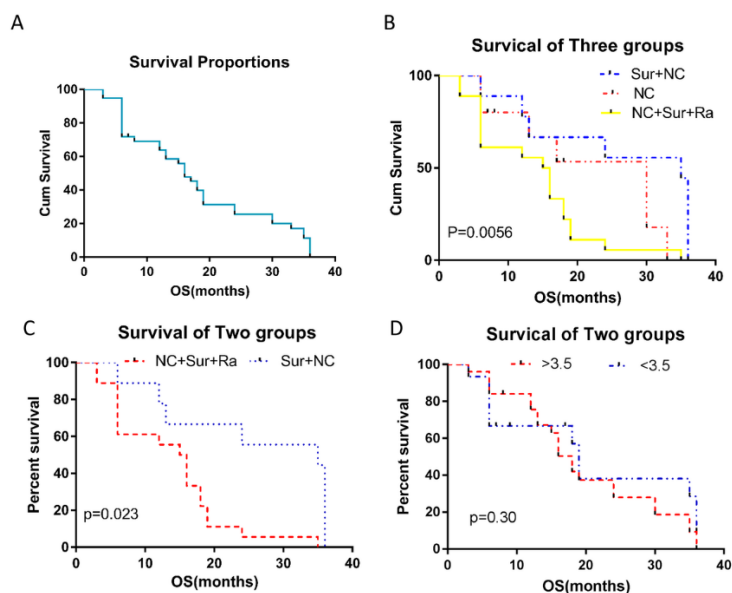 A
Survival Proportions
Cum Survival
100
80
60
40
20
0
0 10 20 30 40
OS(months)
B
Survical of Three groups
Sur+NC
NC
NC+Sur+Ra
Cum Survival
100
50
0
P=0.0056
0 10 20 30 40
OS(months)
C
Survival of Two groups
NC+Sur+Ra Sur+NC
Percent survival
100
80
60
40
20
0
p=0.023
0 10 20 30 40
OS(months)
D
Survical of Two groups
>3.5 <3.5
Percent survival
100
80
60
40
20
0
p=0.30
0 10 20 30 40
OS(months)